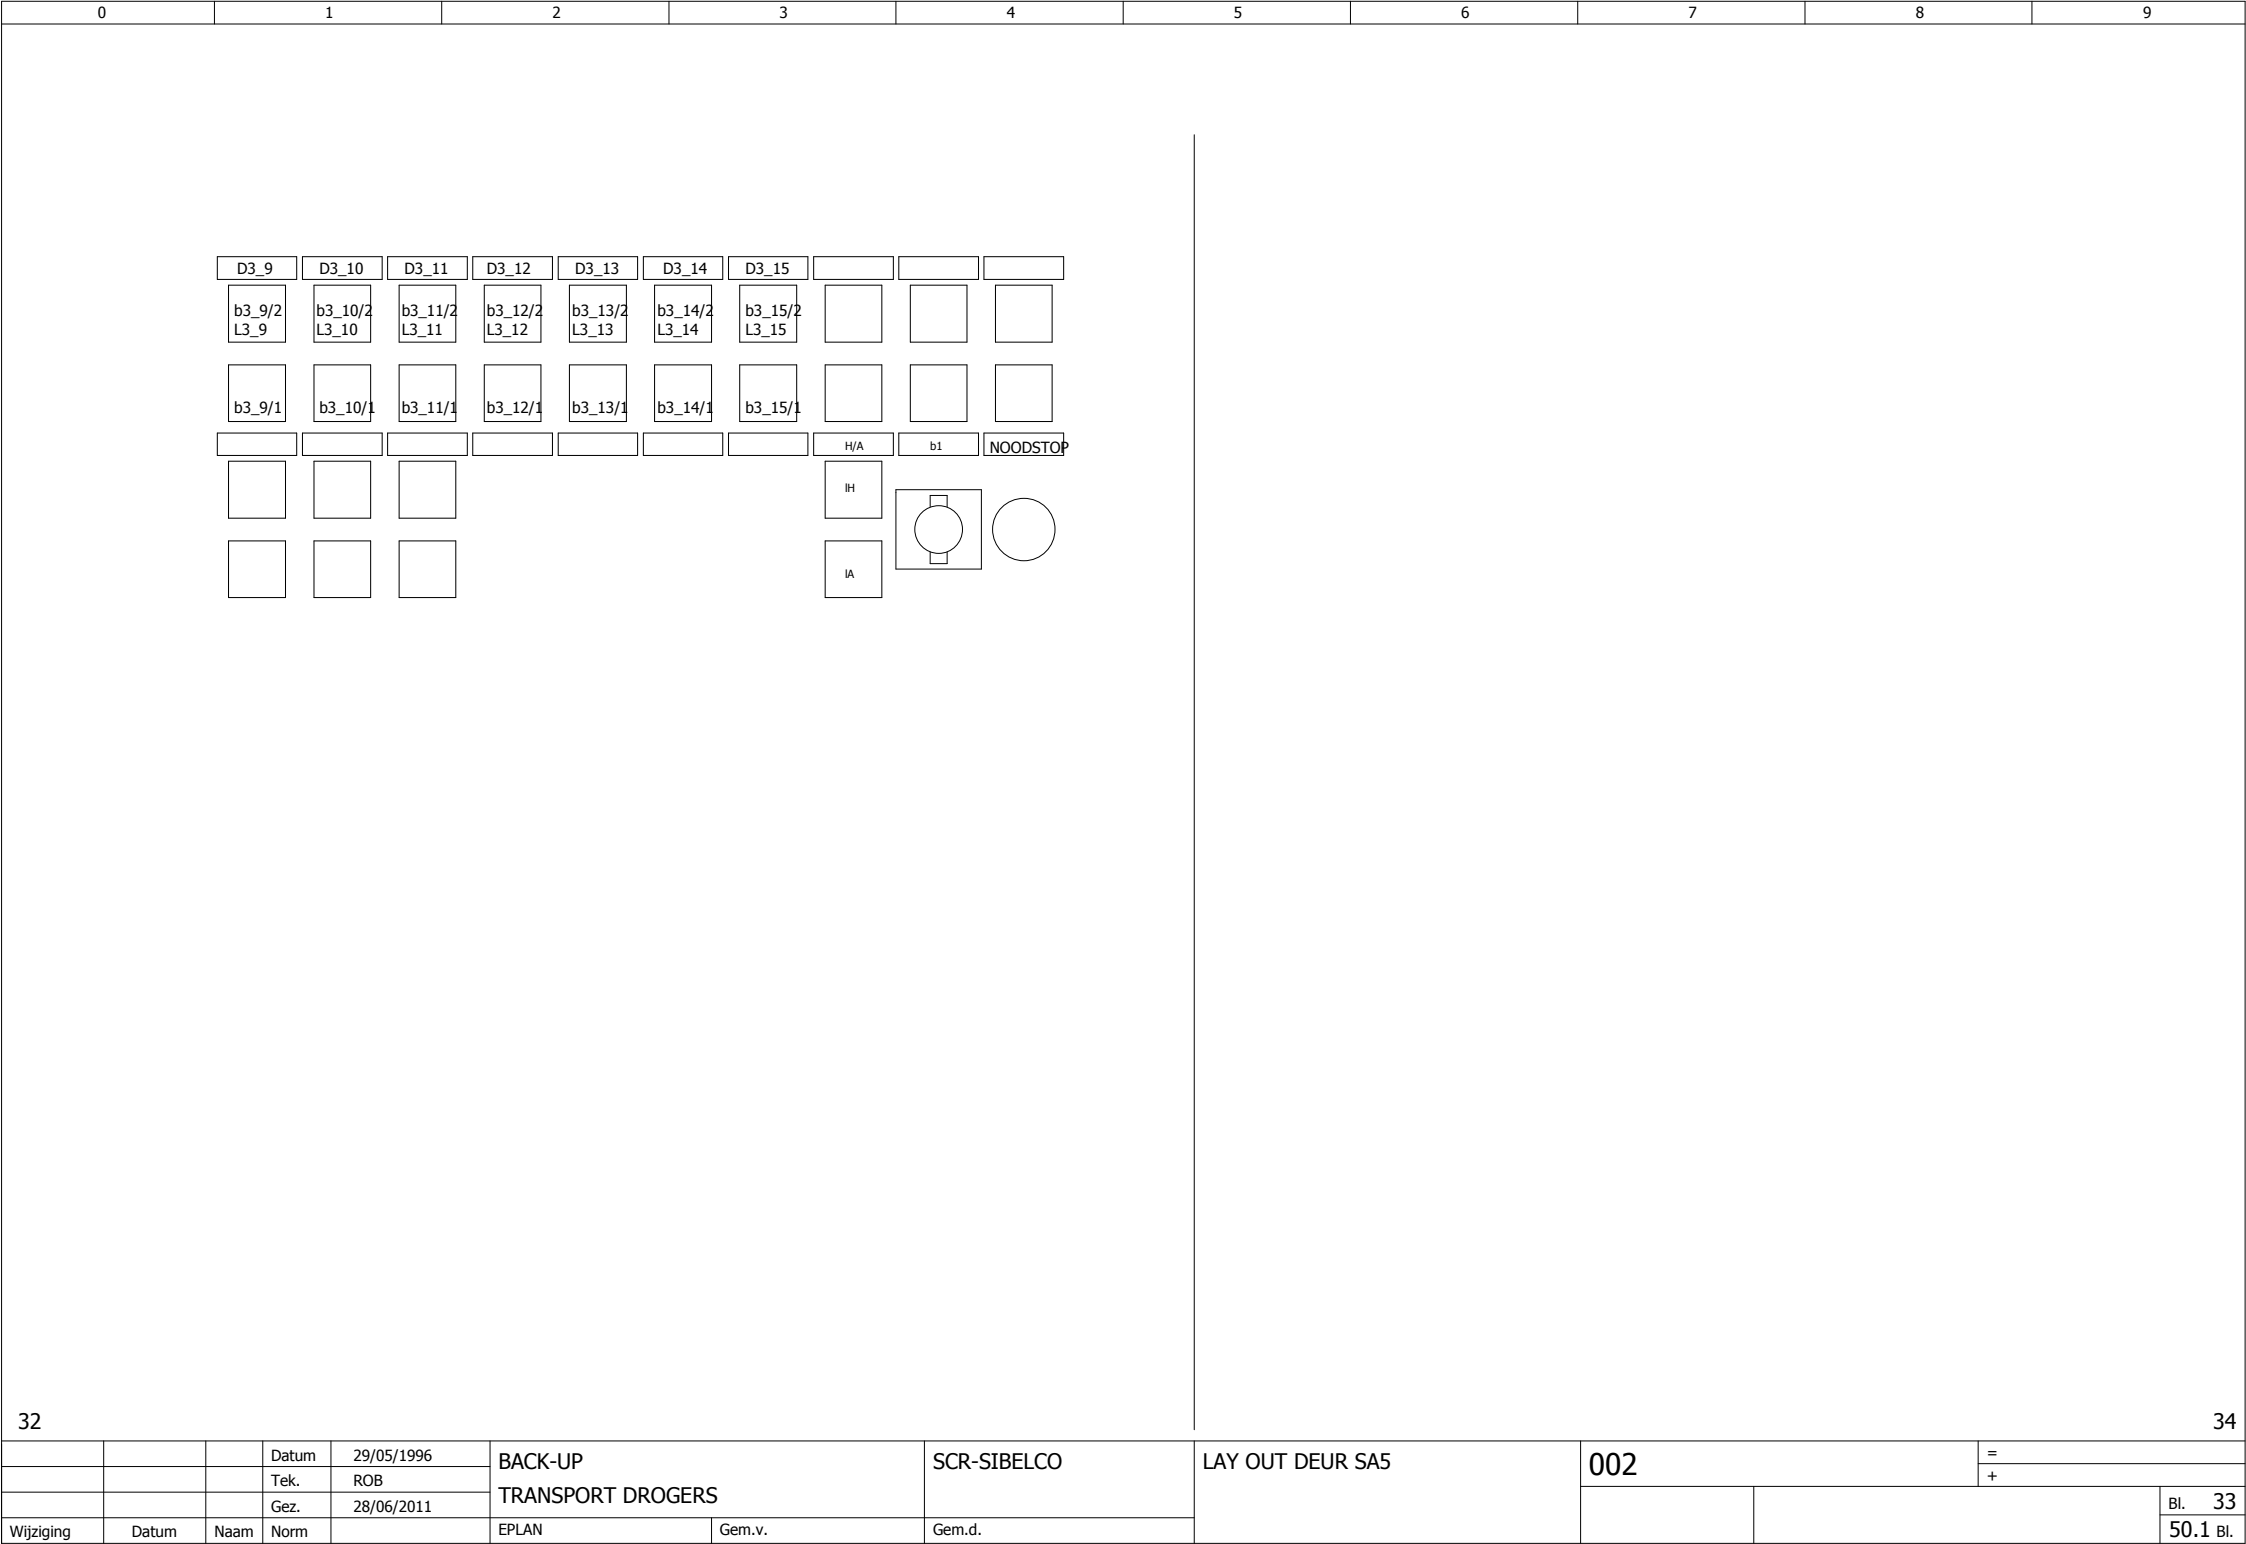 0 1 2 3 4 5 6 7 8 9
D3_9 D3_10 D3_11 D3_12 D3_13 D3_14 D3_15
b3_9/2 b3_10/2 b3_11/2 b3_12/2 b3_13/2 b3_14/2 b3_15/2
L3_9 L3_10 L3_11 L3_12 L3_13 L3_14 L3_15
b3_9/1 b3_10/1 b3_11/1 b3_12/1 b3_13/1 b3_14/1 b3_15/1
H/A b1 NOODSTOP
IH
IA
32 34
Datum 29/05/1996 BACK-UP SCR-SIBELCO LAY OUT DEUR SA5 002 =
Tek. ROB +
TRANSPORT DROGERS
Gez. 28/06/2011 Bl. 33
Wijziging Datum Naam Norm EPLAN Gem.v. Gem.d. 50.1 Bl.